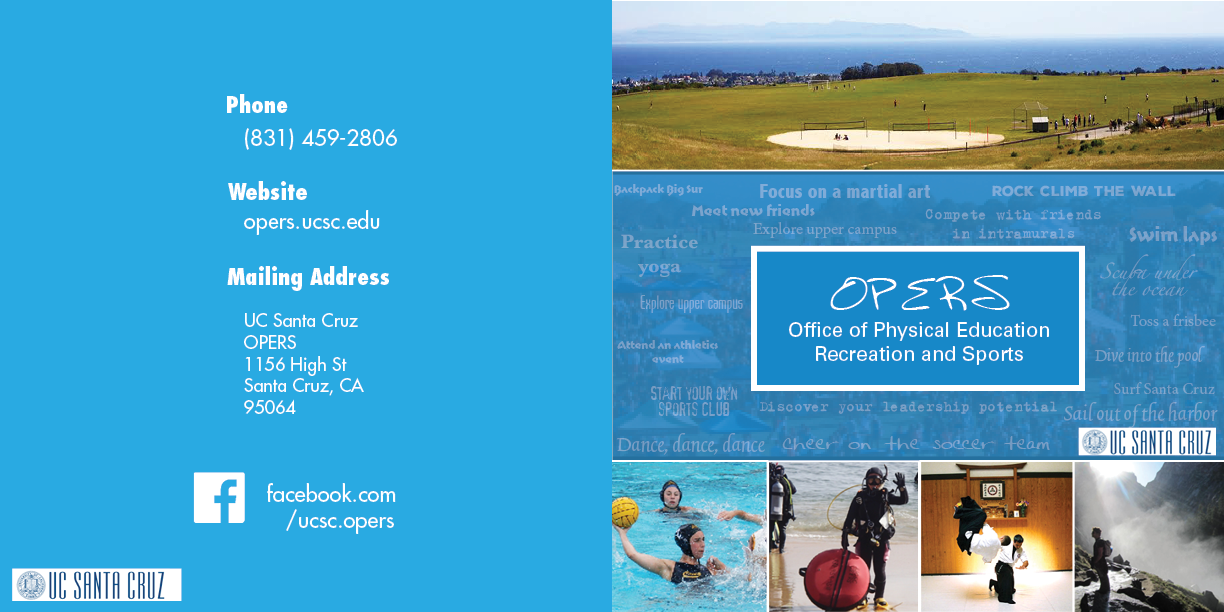 Phone
(831) 459-2806
Website
opers.ucsc.edu
Mailing Address
UC Santa Cruz
OPERS
1156 High St
Santa Cruz, CA
95064
facebook.com
/ucsc.opers
UC SANTA CRUZ
Backpack Big Sur
Focus on a martial art
ROCK CLIMB THE WALL
Meet new friends
Compete with friends
in intramurals
Explore upper campus
Swim laps
Practice
yoga
Scuba under
the ocean
Explore upper campus
OPERS
Office of Physical Education
Recreation and Sports
Toss a frisbee
Attend an athletics
event
Dive into the pool
START YOUR OWN
SPORTS CLUB
Surf Santa Cruz
Discover your leadership potential
Sail out of the harbor
Dance, dance, dance
Cheer on the soccer team
UC SANTA CRUZ